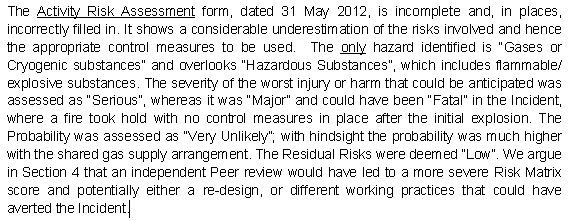 The Activity Risk Assessment form, dated 31 May 2012, is incomplete and, in places,
incorrectly filled in. It shows a considerable underestimation of the risks involved and hence
the appropriate control measures to be used. The only hazard identified is "Gases or
Cryogenic substances" and overlooks "Hazardous Substances", which includes flammable/
explosive substances. The severity of the worst injury or harm that could be anticipated was
assessed as "Serious", whereas it was "Major" and could have been "Fatal" in the Incident,
where a fire took hold with no control measures in place after the initial explosion. The
Probability was assessed as "Very Unlikely"; with hindsight the probability was much higher
with the shared gas supply arrangement. The Residual Risks were deemed "Low". We argue
in Section 4 that an independent Peer review would have led to a more severe Risk Matrix
score and potentially either a re-design, or different working practices that could have
averted the Incident.